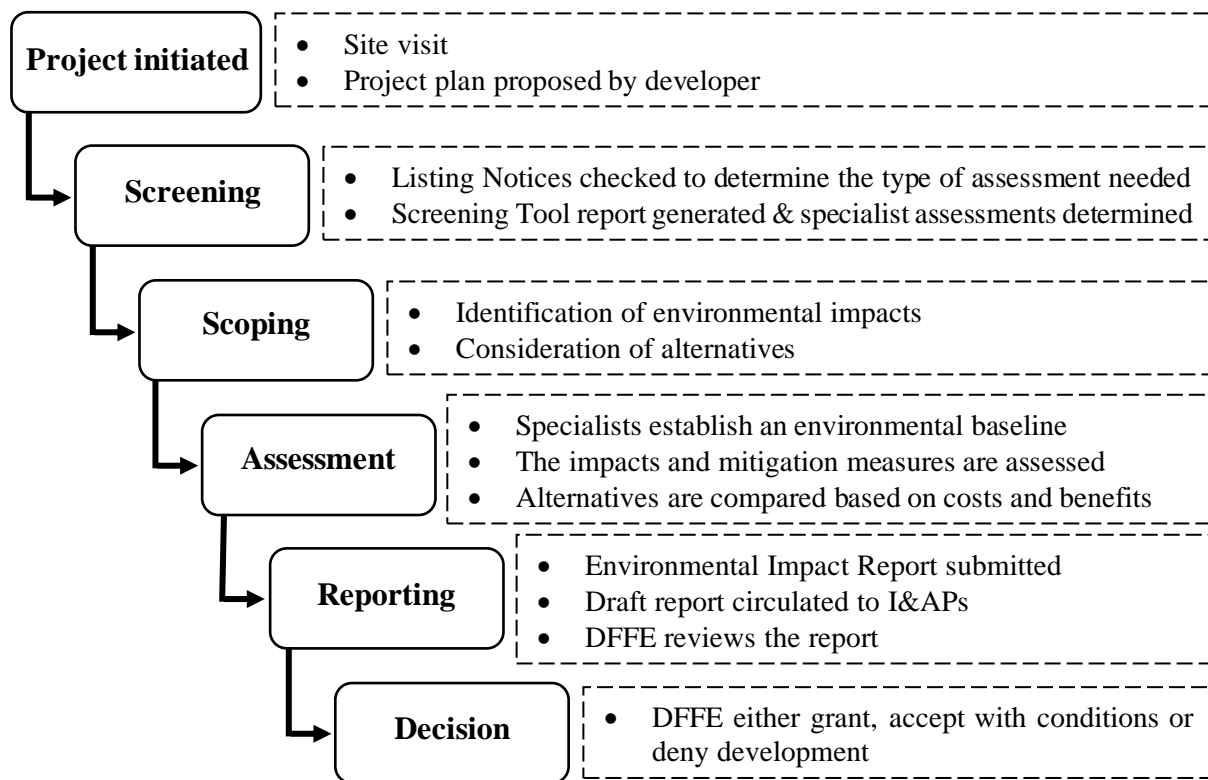 Project initiated
• Site visit
• Project plan proposed by developer
Screening
• Listing Notices checked to determine the type of assessment needed
• Screening Tool report generated & specialist assessments determined
Scoping
• Identification of environmental impacts
• Consideration of alternatives
Assessment
• Specialists establish an environmental baseline
• The impacts and mitigation measures are assessed
• Alternatives are compared based on costs and benefits
Reporting
• Environmental Impact Report submitted
• Draft report circulated to I&APs
• DFFE reviews the report
Decision
• DFFE either grant, accept with conditions or
deny development